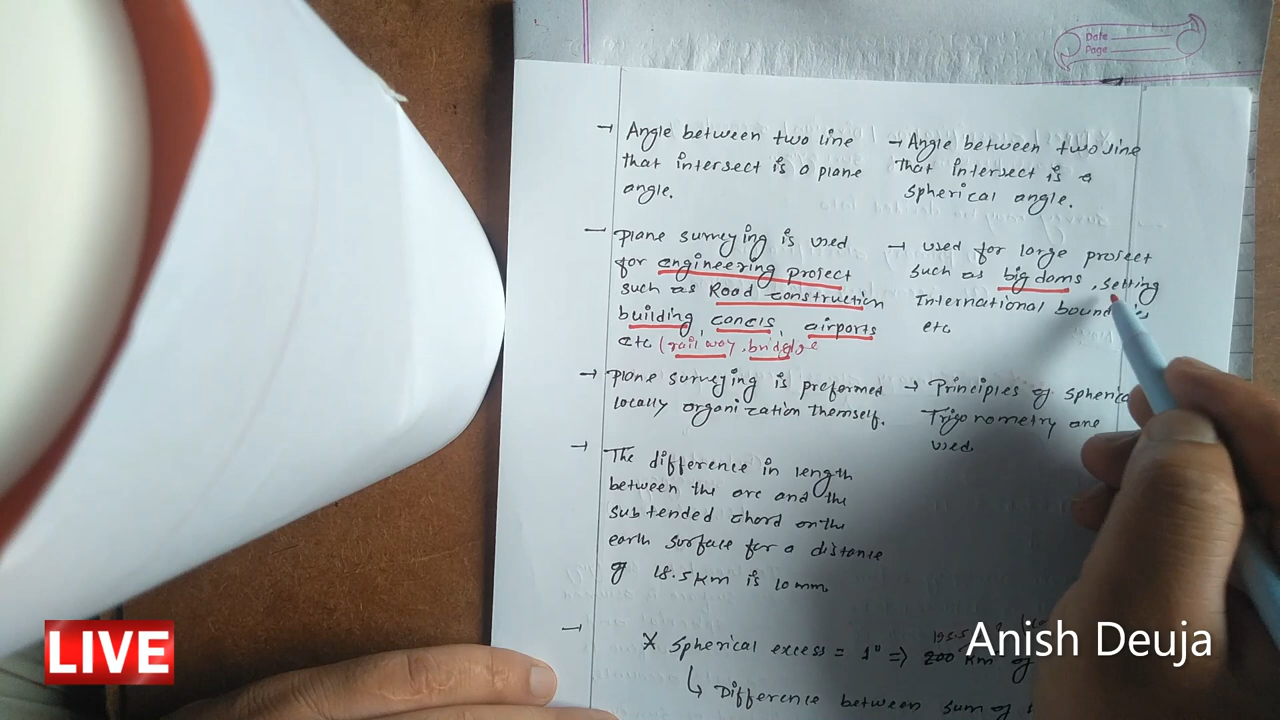 Date
Page
→ Angle between two line
that intersect is a plane
angle.
→ Angle between two line
that intersect is a
spherical angle.
— plane surveying is used
for engineering project
such as Road construction
building, cancls, airports
etc (railway, bridge
→ used for large project
such as big dams, setting
International
etc
→ plane surveying is preformed
locally organization themself.
→ Principles of
Trigonometry are
used
→ The difference in length
between the arc and the
subtended chord on the
earth surface for a distance
of 18.5km is 10mm
* Spherical excess = 1" => 200 km² of
↳ Difference between sum of
LIVE
Anish Deuja